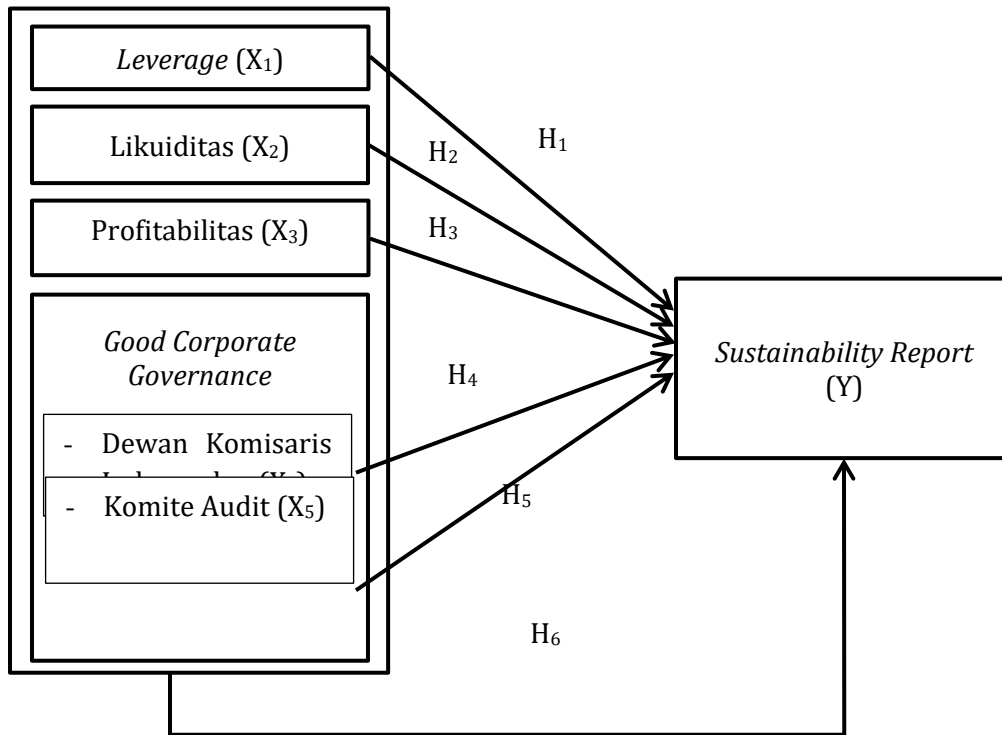 Leverage (X₁)
Likuiditas (X₂)
Profitabilitas (X₃)
Good Corporate
Governance
- Dewan Komisaris
- Komite Audit (X₅)
H₁
H₂
H₃
H₄
H₅
H₆
Sustainability Report
(Y)